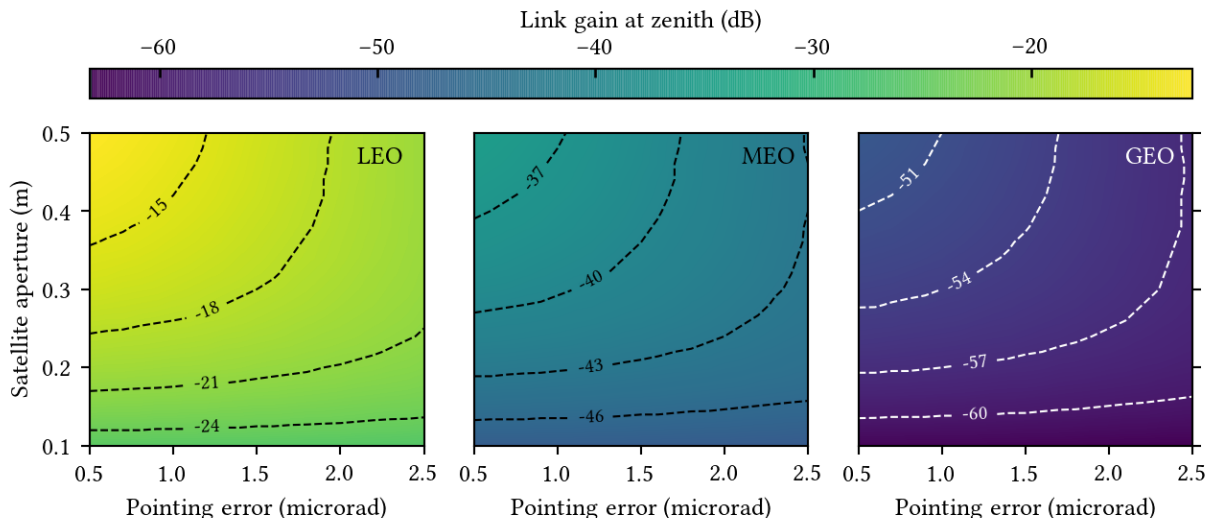 Link gain at zenith (dB)
−60 −50 −40 −30 −20
Satellite aperture (m)
0.5
0.4
0.3
0.2
0.1
LEO
-15
-18
-21
-24
0.5 1.0 1.5 2.0 2.5
Pointing error (microrad)
MEO
-37
-40
-43
-46
0.5 1.0 1.5 2.0 2.5
Pointing error (microrad)
GEO
-51
-54
-57
-60
0.5 1.0 1.5 2.0 2.5
Pointing error (microrad)